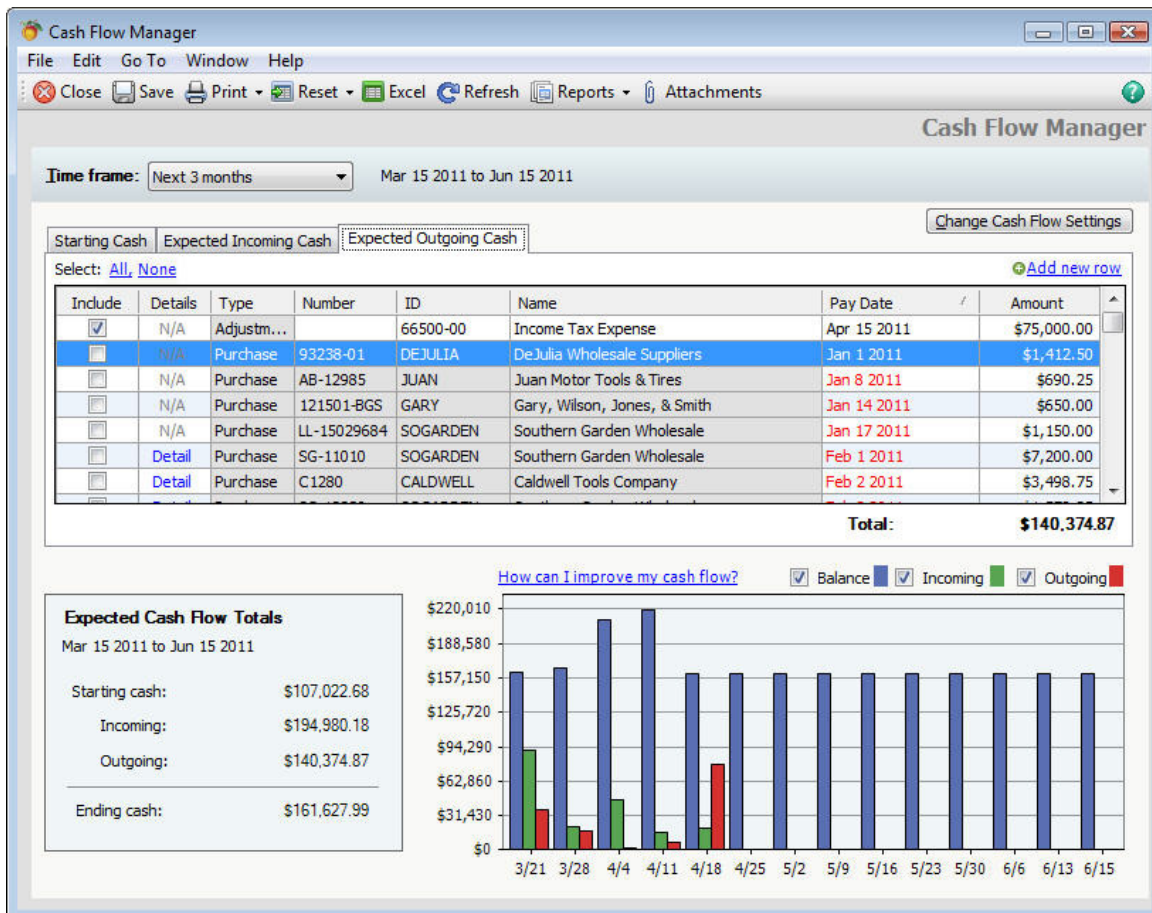 Cash Flow Manager
File Edit Go To Window Help
Close Save Print Reset Excel Refresh Reports Attachments ?
Cash Flow Manager
Time frame: Next 3 months Mar 15 2011 to Jun 15 2011
Change Cash Flow Settings
Starting Cash Expected Incoming Cash Expected Outgoing Cash
Select: All, None Add new row
Include Details Type Number ID Name Pay Date / Amount
N/A Adjustm... 66500-00 Income Tax Expense Apr 15 2011 $75,000.00
N/A Purchase 93238-01 DEJULIA DeJulia Wholesale Suppliers Jan 1 2011 $1,412.50
N/A Purchase AB-12985 JUAN Juan Motor Tools & Tires Jan 8 2011 $690.25
N/A Purchase 121501-BGS GARY Gary, Wilson, Jones, & Smith Jan 14 2011 $650.00
N/A Purchase LL-15029684 SOGARDEN Southern Garden Wholesale Jan 17 2011 $1,150.00
Detail Purchase SG-11010 SOGARDEN Southern Garden Wholesale Feb 1 2011 $7,200.00
Detail Purchase C1280 CALDWELL Caldwell Tools Company Feb 2 2011 $3,498.75
Total: $140,374.87
How can I improve my cash flow? Balance Incoming Outgoing
Expected Cash Flow Totals
Mar 15 2011 to Jun 15 2011
Starting cash: $107,022.68
Incoming: $194,980.18
Outgoing: $140,374.87
Ending cash: $161,627.99
$220,010
$188,580
$157,150
$125,720
$94,290
$62,860
$31,430
$0
3/21 3/28 4/4 4/11 4/18 4/25 5/2 5/9 5/16 5/23 5/30 6/6 6/13 6/15